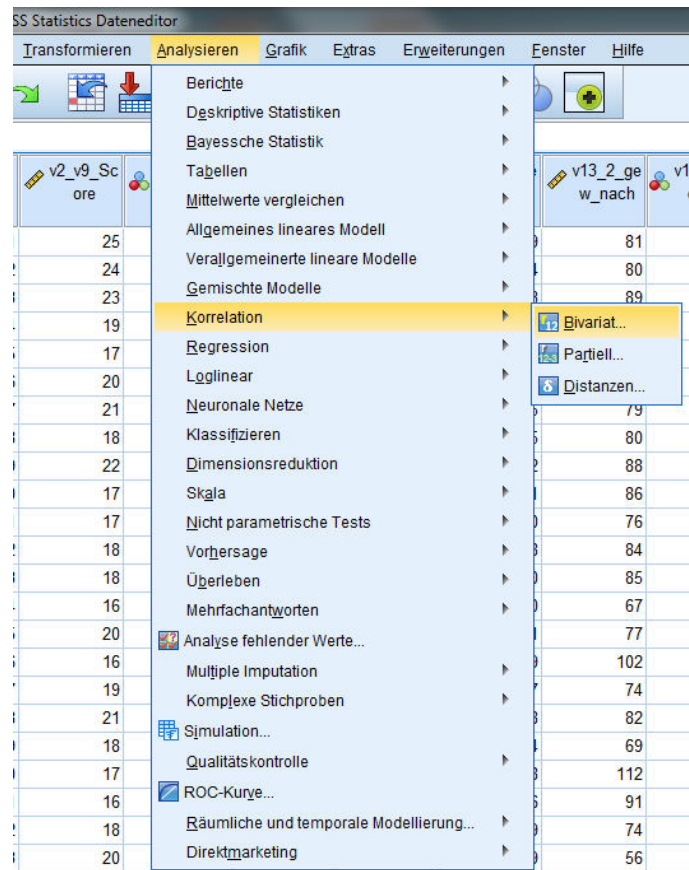 SS Statistics Dateneditor
Transformieren Analysieren Grafik Extras Erweiterungen Fenster Hilfe
v2_v9_Sc
ore
v13_2_ge
w_nach
v1
Berichte
Deskriptive Statistiken
Bayessche Statistik
Tabellen
Mittelwerte vergleichen
Allgemeines lineares Modell
Verallgemeinerte lineare Modelle
Gemischte Modelle
Korrelation
Regression
Loglinear
Neuronale Netze
Klassifizieren
Dimensionsreduktion
Skala
Nicht parametrische Tests
Vorhersage
Überleben
Mehrfachantworten
Analyse fehlender Werte...
Multiple Imputation
Komplexe Stichproben
Simulation...
Qualitätskontrolle
ROC-Kurve...
Räumliche und temporale Modellierung...
Direktmarketing
Bivariat...
Partiell...
Distanzen...
25
24
23
19
17
20
21
18
22
17
17
18
18
16
20
16
19
21
18
17
16
18
20
81
80
89
79
80
88
86
76
84
85
67
77
102
74
82
69
112
91
74
56